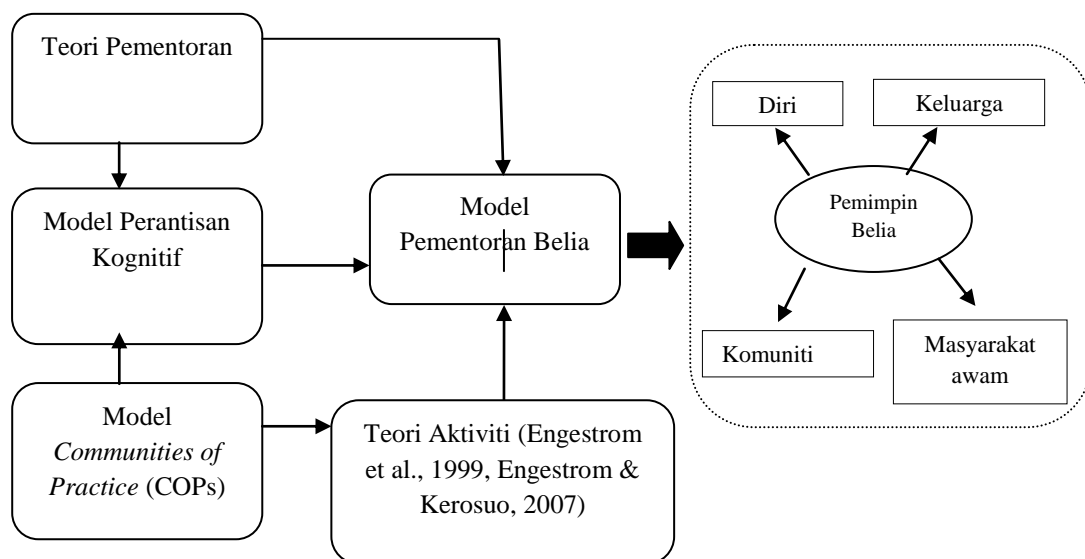 Teori Pementoran
Model Perantisan
Kognitif
Model
Communities of
Practice (COPs)
Model
Pementoran Belia
Teori Aktiviti (Engestrom
et al., 1999, Engestrom &
Kerosuo, 2007)
Diri
Keluarga
Pemimpin
Belia
Komuniti
Masyarakat
awam